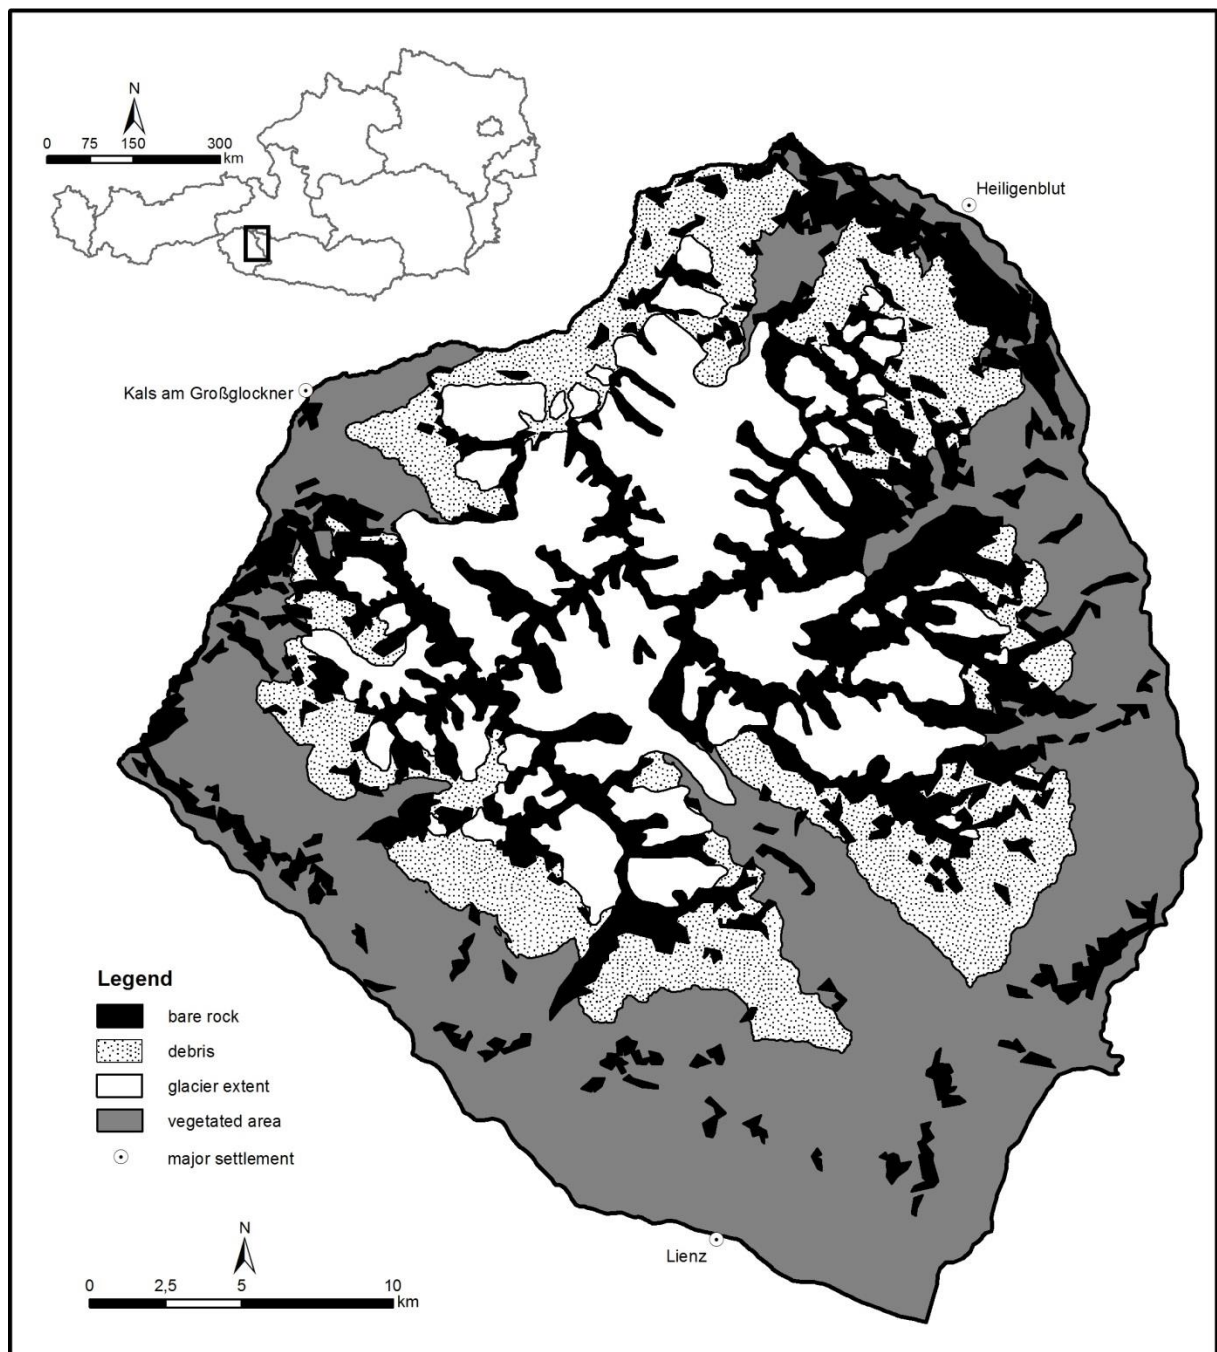 N
0 75 150 300
km
Heiligenblut
Kals am Großglockner
Legend
bare rock
debris
glacier extent
vegetated area
major settlement
N
Lienz
0 2,5 5 10
km